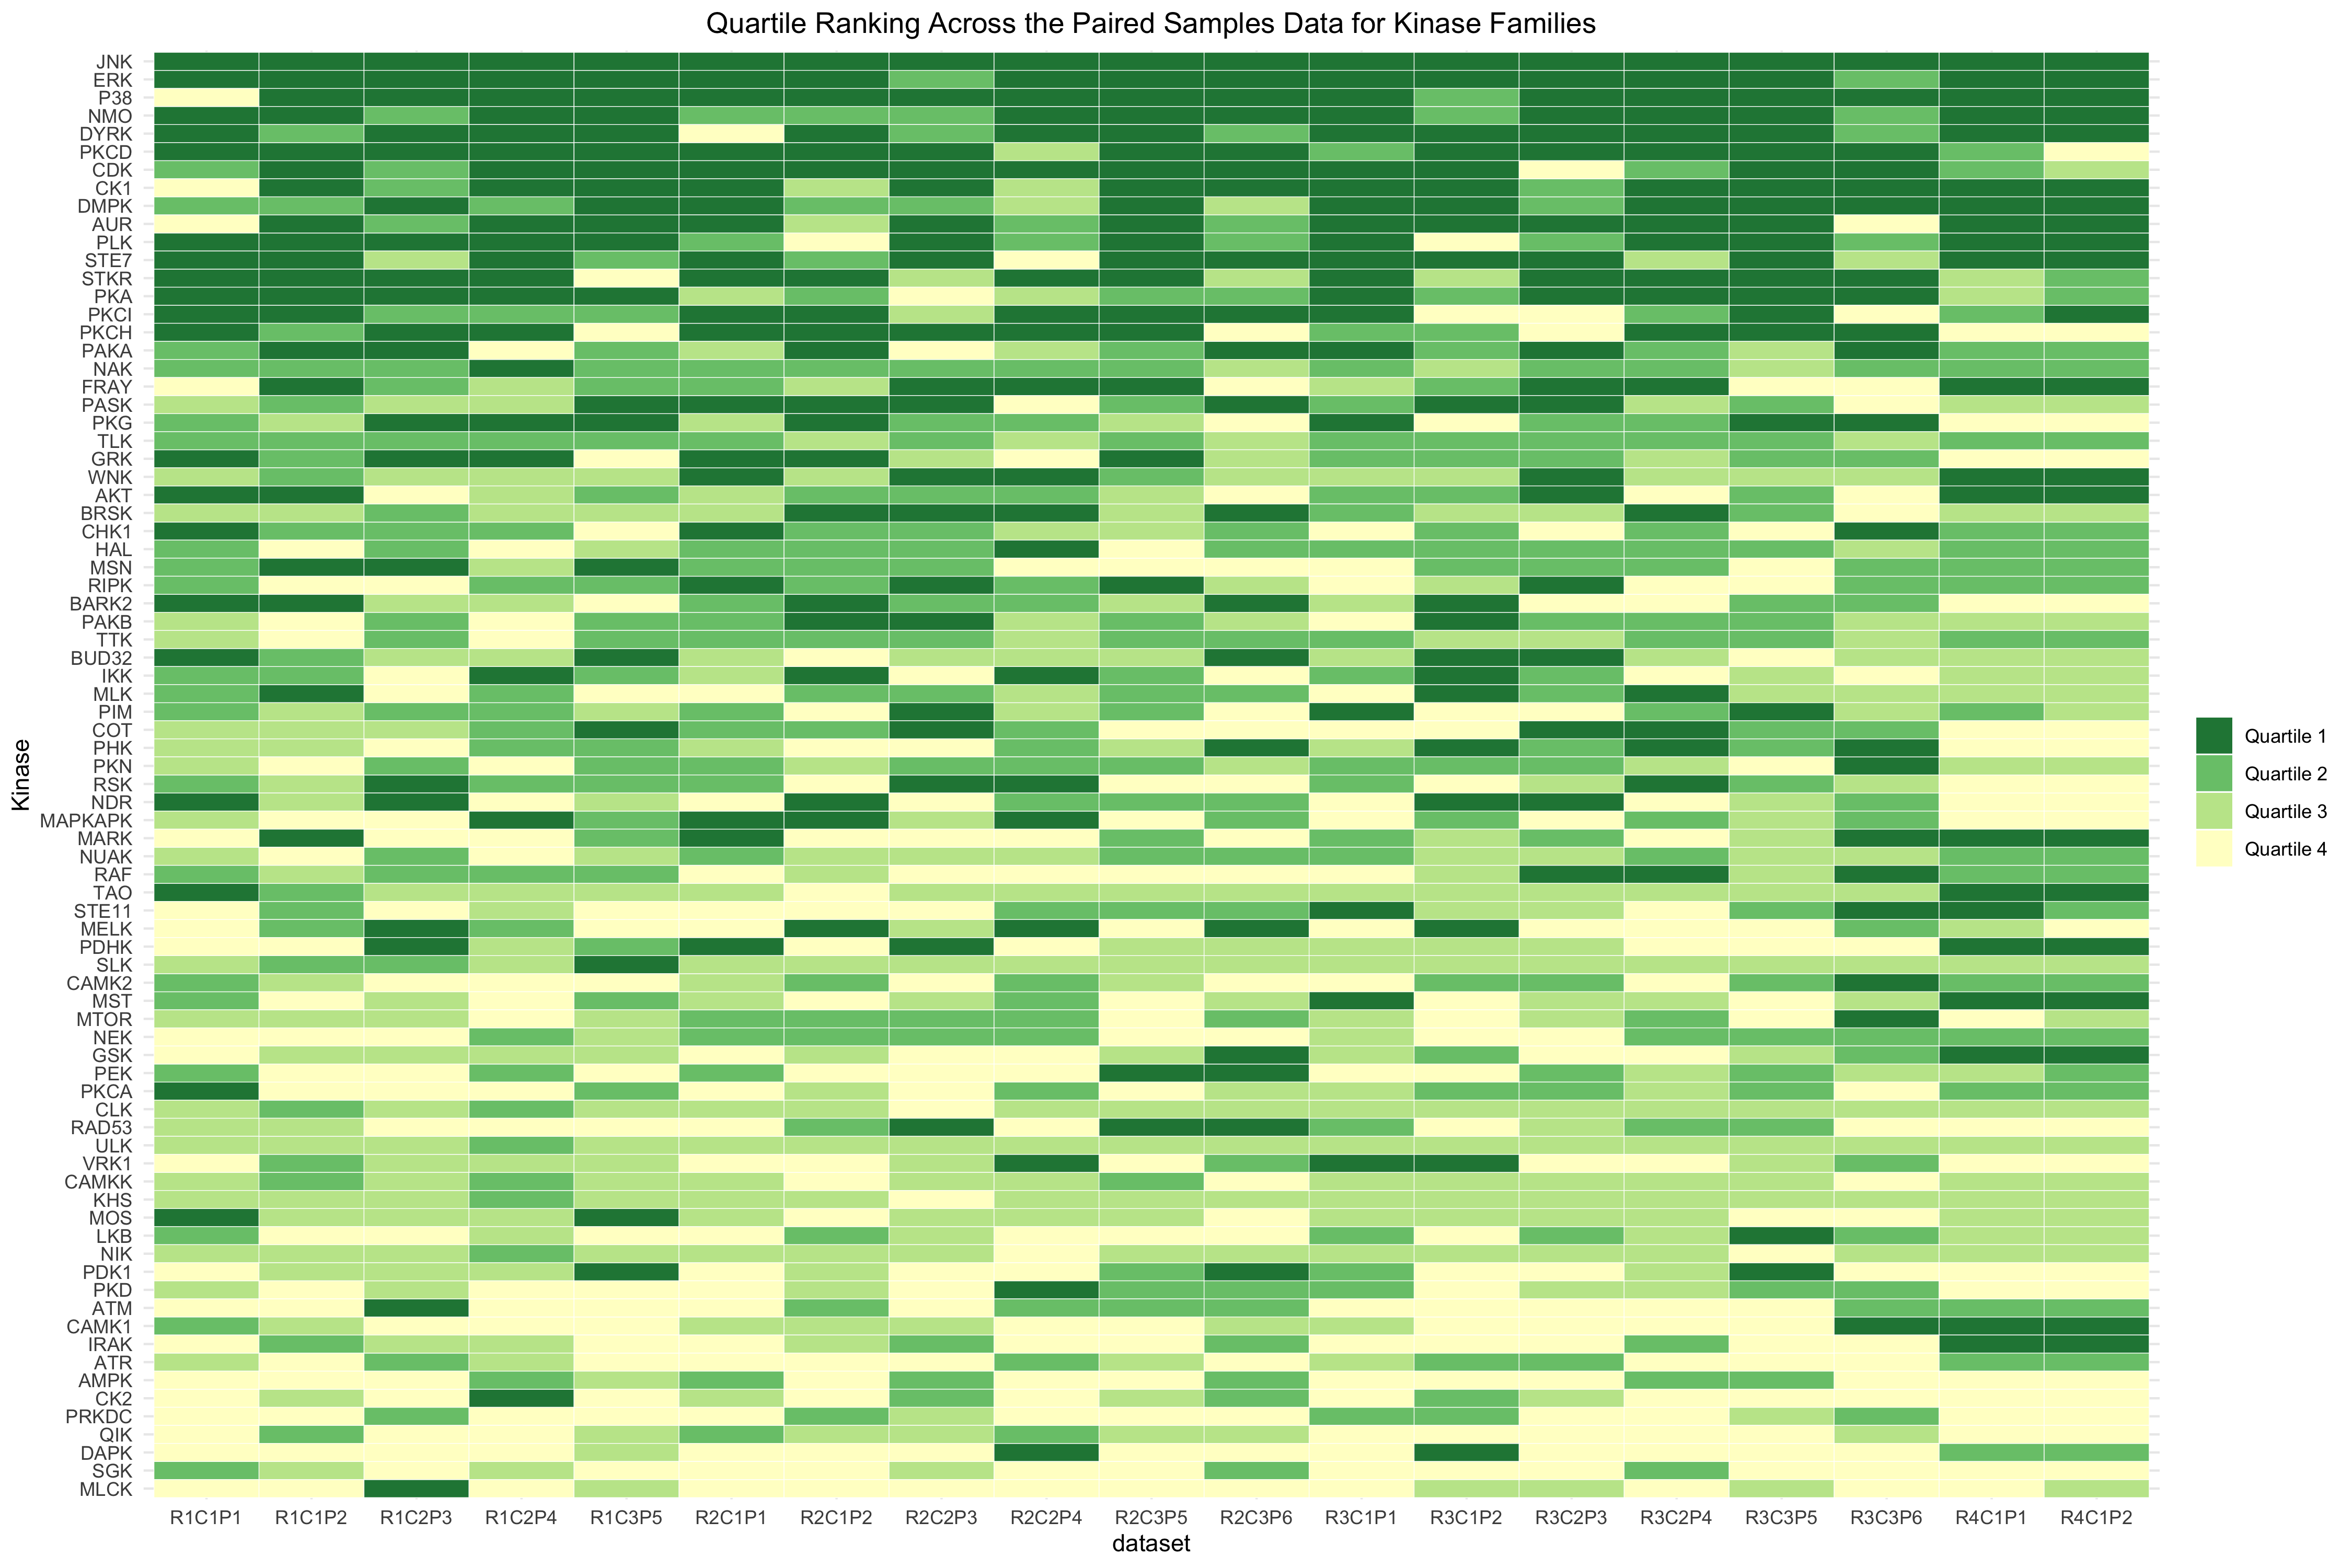 Quartile Ranking Across the Paired Samples Data for Kinase Families
JNK
ERK
P38
NMO
DYRK
PKCD
CDK
CK1
DMPK
AUR
PLK
STE7
STKR
PKA
PKCI
PKCH
PAKA
NAK
FRAY
PASK
PKG
TLK
GRK
WNK
AKT
BRSK
CHK1
HAL
MSN
RIPK
BARK2
PAKB
TTK
BUD32
IKK
MLK
PIM
COT
PHK
PKN
RSK
NDR
MAPKAPK
MARK
NUAK
RAF
TAO
STE11
MELK
PDHK
SLK
CAMK2
MST
MTOR
NEK
GSK
PEK
PKCA
CLK
RAD53
ULK
VRK1
CAMKK
KHS
MOS
LKB
NIK
PDK1
PKD
ATM
CAMK1
IRAK
ATR
AMPK
CK2
PRKDC
QIK
DAPK
SGK
MLCK
Kinase
R1C1P1 R1C1P2 R1C2P3 R1C2P4 R1C3P5 R2C1P1 R2C1P2 R2C2P3 R2C2P4 R2C3P5 R2C3P6 R3C1P1 R3C1P2 R3C2P3 R3C2P4 R3C3P5 R3C3P6 R4C1P1 R4C1P2
dataset
Quartile 1
Quartile 2
Quartile 3
Quartile 4